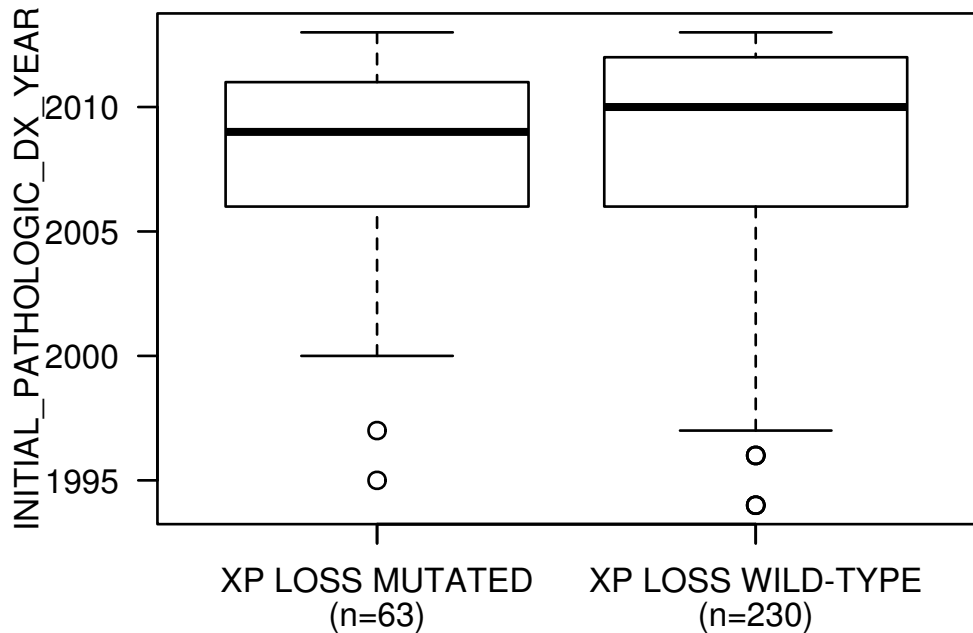 INITIAL_PATHOLOGIC_DX_YEAR
2010
2005
2000
1995
XP LOSS MUTATED
(n=63)
XP LOSS WILD-TYPE
(n=230)